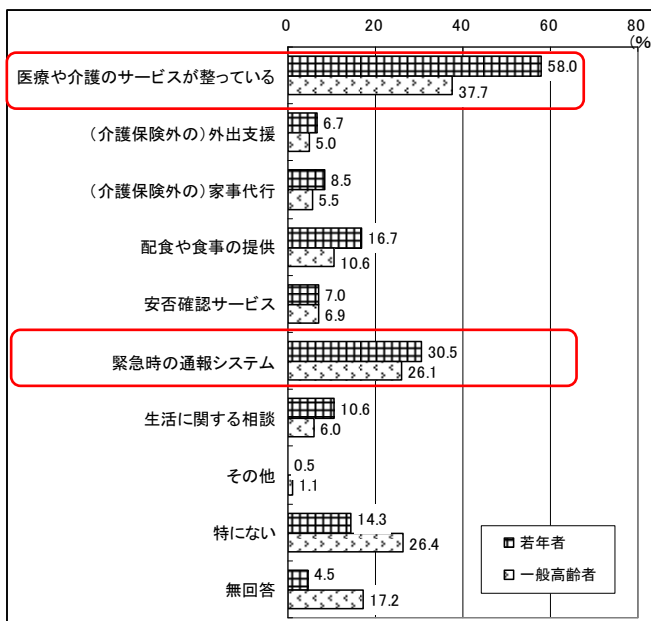 0 20 40 60 80
(%
医療や介護のサービスが整っている 58.0
37.7
(介護保険外の)外出支援 6.7
5.0
(介護保険外の)家事代行 8.5
5.5
配食や食事の提供 16.7
10.6
安否確認サービス 7.0
6.9
緊急時の通報システム 30.5
26.1
生活に関する相談 10.6
6.0
その他 0.5
1.1
特にない 14.3
26.4
無回答 4.5
17.2
若年者
一般高齢者